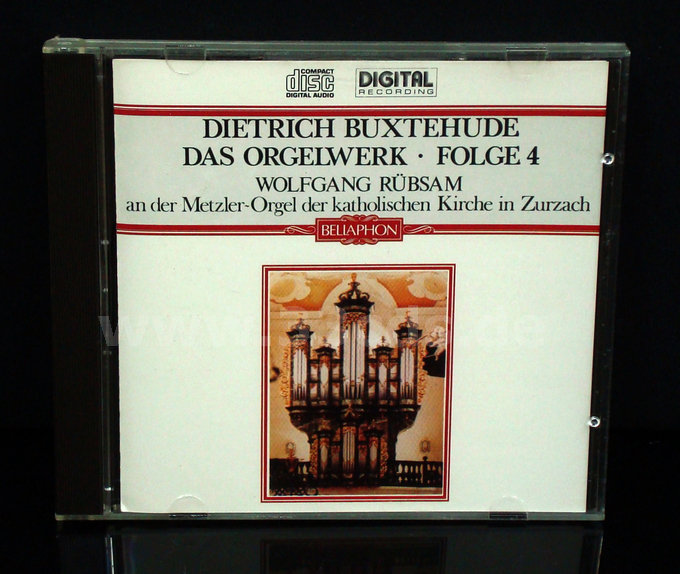 COMPACT
disc
DIGITAL AUDIO
DIGITAL
RECORDING
DIETRICH BUXTEHUDE
DAS ORGELWERK · FOLGE 4
WOLFGANG RÜBSAM
an der Metzler-Orgel der katholischen Kirche in Zurzach
BELLAPHON